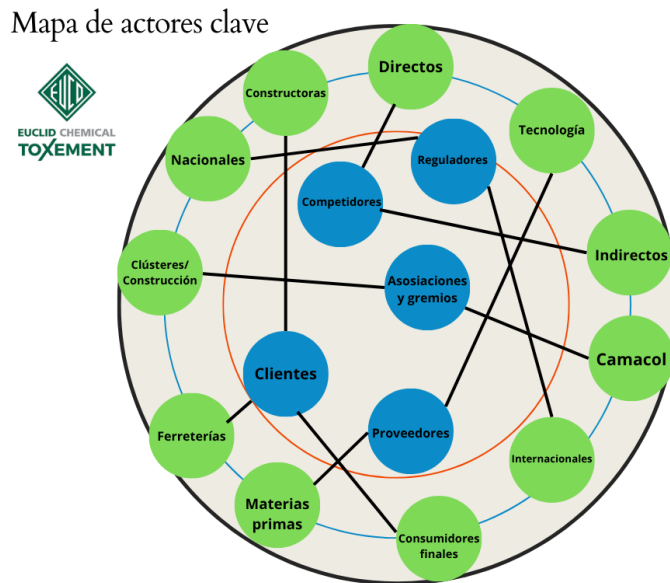 Mapa de actores clave
EUCO
EUCLID CHEMICAL
TOXEMENT
Directos
Constructoras
Tecnología
Nacionales
Reguladores
Competidores
Indirectos
Clústeres/
Construcción
Asosiaciones
y gremios
Camacol
Clientes
Ferreterías
Proveedores
Internacionales
Materias
primas
Consumidores
finales